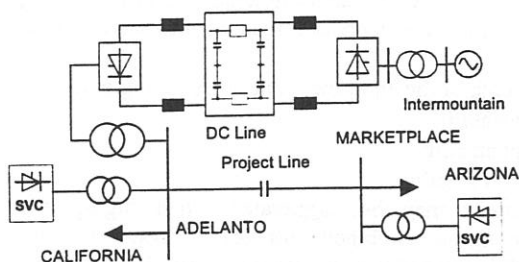 Intermountain
DC Line
MARKETPLACE
Project Line
ARIZONA
SVC
ADELANTO
SVC
CALIFORNIA